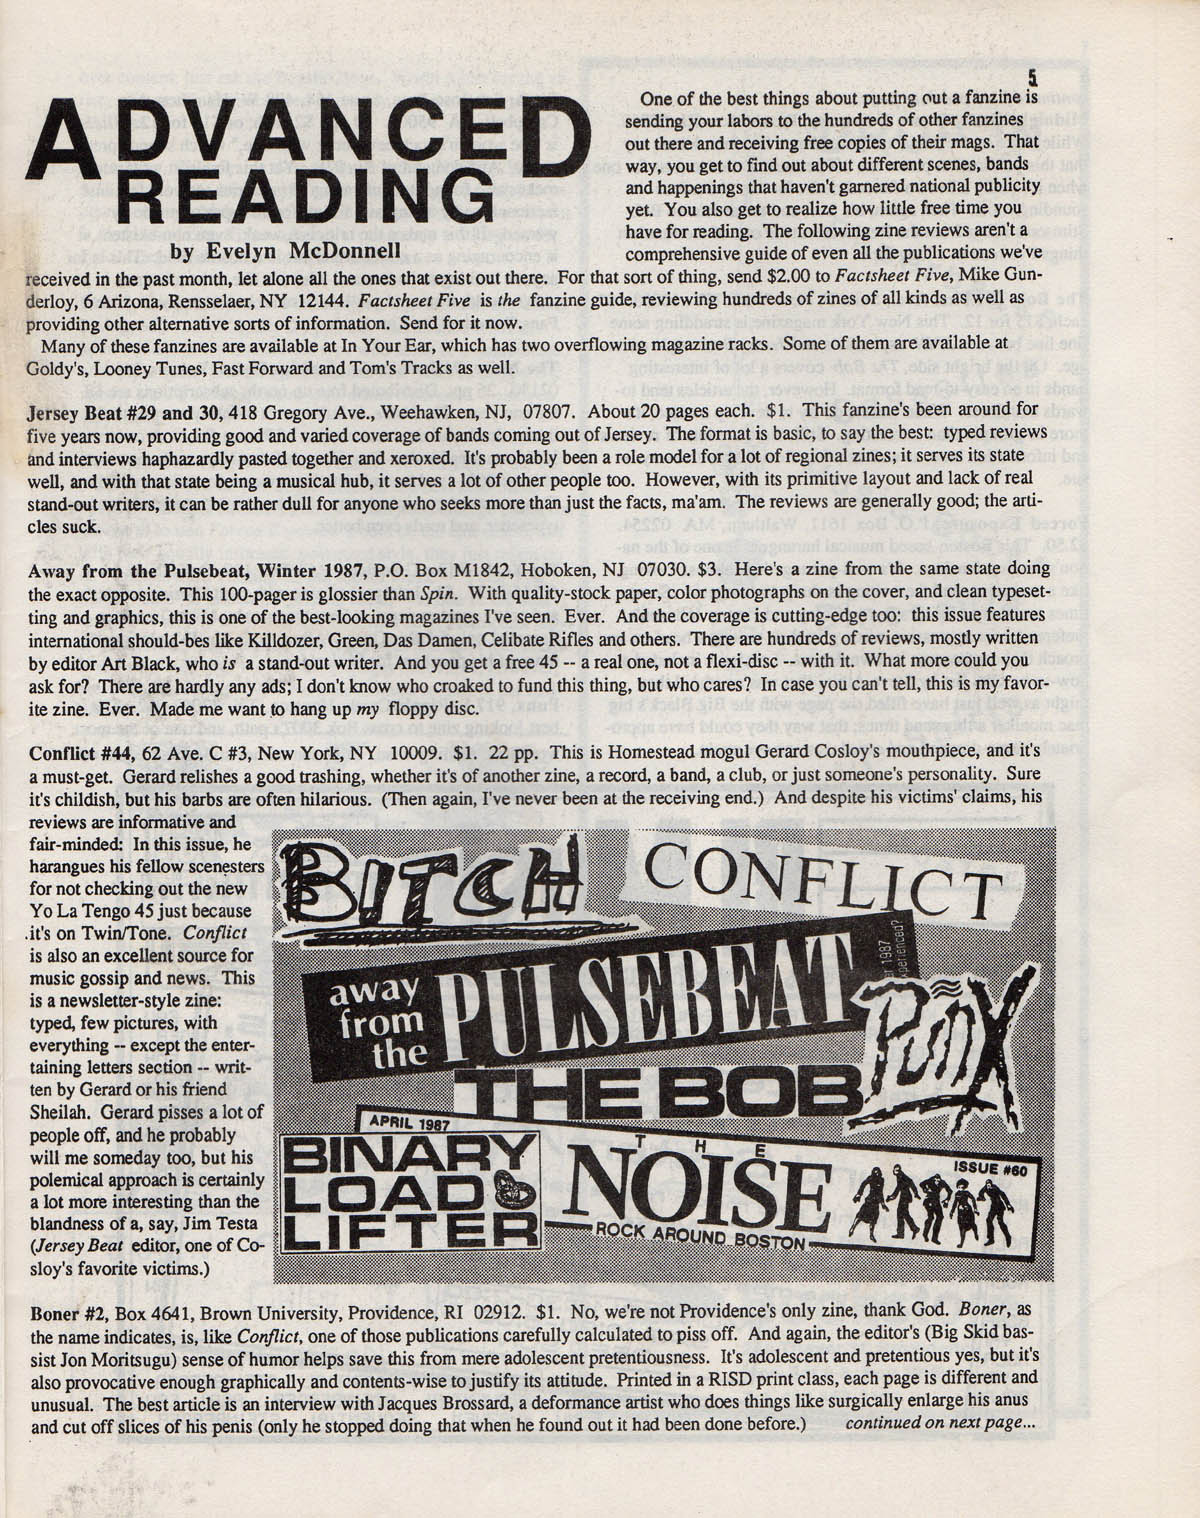 5
ADVANCED
READING
by Evelyn McDonnell
One of the best things about putting out a fanzine is
sending your labors to the hundreds of other fanzines
out there and receiving free copies of their mags. That
way, you get to find out about different scenes, bands
and happenings that haven't garnered national publicity
yet. You also get to realize how little free time you
have for reading. The following zine reviews aren't a
comprehensive guide of even all the publications we've
received in the past month, let alone all the ones that exist out there. For that sort of thing, send $2.00 to Factsheet Five, Mike Gun-
derloy, 6 Arizona, Rensselaer, NY 12144. Factsheet Five is the fanzine guide, reviewing hundreds of zines of all kinds as well as
providing other alternative sorts of information. Send for it now.
Many of these fanzines are available at In Your Ear, which has two overflowing magazine racks. Some of them are available at
Goldy's, Looney Tunes, Fast Forward and Tom's Tracks as well.
Jersey Beat #29 and 30, 418 Gregory Ave., Weehawken, NJ, 07807. About 20 pages each. $1. This fanzine's been around for
five years now, providing good and varied coverage of bands coming out of Jersey. The format is basic, to say the best: typed reviews
and interviews haphazardly pasted together and xeroxed. It's probably been a role model for a lot of regional zines; it serves its state
well, and with that state being a musical hub, it serves a lot of other people too. However, with its primitive layout and lack of real
stand-out writers, it can be rather dull for anyone who seeks more than just the facts, ma'am. The reviews are generally good; the arti-
cles suck.
Away from the Pulsebeat, Winter 1987, P.O. Box M1842, Hoboken, NJ 07030. $3. Here's a zine from the same state doing
the exact opposite. This 100-pager is glossier than Spin. With quality-stock paper, color photographs on the cover, and clean typeset-
ting and graphics, this is one of the best-looking magazines I've seen. Ever. And the coverage is cutting-edge too: this issue features
international should-bes like Killdozer, Green, Das Damen, Celibate Rifles and others. There are hundreds of reviews, mostly written
by editor Art Black, who is a stand-out writer. And you get a free 45 -- a real one, not a flexi-disc -- with it. What more could you
ask for? There are hardly any ads; I don't know who croaked to fund this thing, but who cares? In case you can't tell, this is my favor-
ite zine. Ever. Made me want to hang up my floppy disc.
Conflict #44, 62 Ave. C #3, New York, NY 10009. $1. 22 pp. This is Homestead mogul Gerard Cosloy's mouthpiece, and it's
a must-get. Gerard relishes a good trashing, whether it's of another zine, a record, a band, a club, or just someone's personality. Sure
it's childish, but his barbs are often hilarious. (Then again, I've never been at the receiving end.) And despite his victims' claims, his
reviews are informative and
fair-minded: In this issue, he
harangues his fellow scenesters
for not checking out the new
Yo La Tengo 45 just because
it's on Twin/Tone. Conflict
is also an excellent source for
music gossip and news. This
is a newsletter-style zine:
typed, few pictures, with
everything -- except the enter-
taining letters section -- writ-
ten by Gerard or his friend
Sheilah. Gerard pisses a lot of
people off, and he probably
will me someday too, but his
polemical approach is certainly
a lot more interesting than the
blandness of a, say, Jim Testa
(Jersey Beat editor, one of Co-
sloy's favorite victims.)
BITCH
CONFLICT
away
from
the
PULSEBEAT
1987
experienced?
PUNX
THE BOB
APRIL 1987
BINARY
LOAD
LIFTER
THE
NOISE
ISSUE #60
ROCK AROUND BOSTON
Boner #2, Box 4641, Brown University, Providence, RI 02912. $1. No, we're not Providence's only zine, thank God. Boner, as
the name indicates, is, like Conflict, one of those publications carefully calculated to piss off. And again, the editor's (Big Skid bas-
sist Jon Moritsugu) sense of humor helps save this from mere adolescent pretentiousness. It's adolescent and pretentious yes, but it's
also provocative enough graphically and contents-wise to justify its attitude. Printed in a RISD print class, each page is different and
unusual. The best article is an interview with Jacques Brossard, a deformance artist who does things like surgically enlarge his anus
and cut off slices of his penis (only he stopped doing that when he found out it had been done before.) continued on next page...